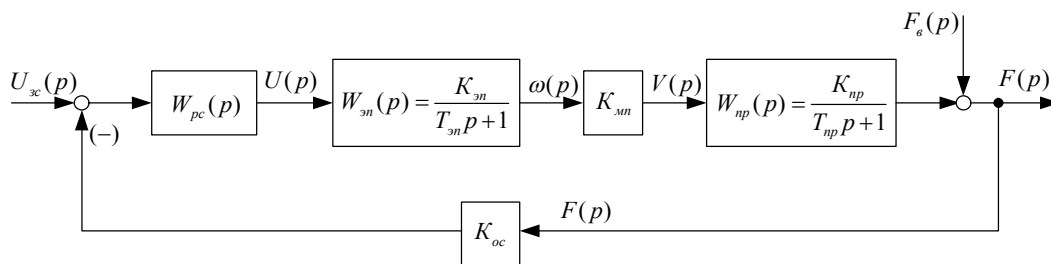 F_в(p)
U_зс(p)
U(p)
ω(p)
V(p)
F(p)
W_рс(p)
W_эп(p) = K_эп / (T_эп p + 1)
K_мп
W_пр(p) = K_пр / (T_пр p + 1)
(−)
F(p)
K_ос